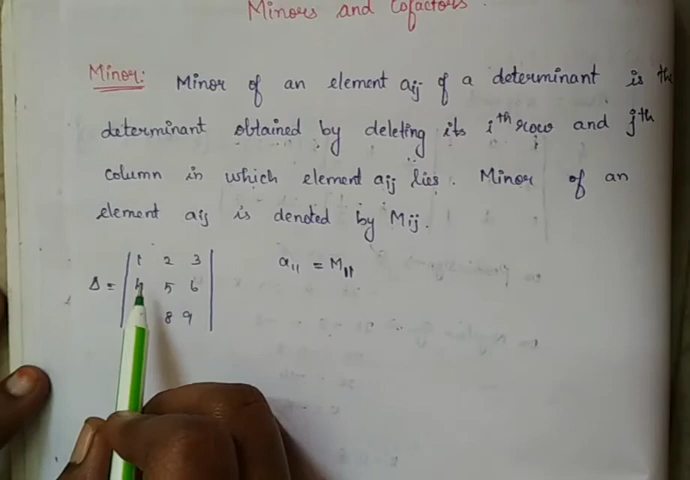 Minors and Cofactors
Minor: Minor of an element aij of a determinant is the
determinant obtained by deleting its ith row and jth
column in which element aij lies. Minor of an
element aij is denoted by Mij.
1 2 3
Δ = 4 5 6
8 9
a11 = M11